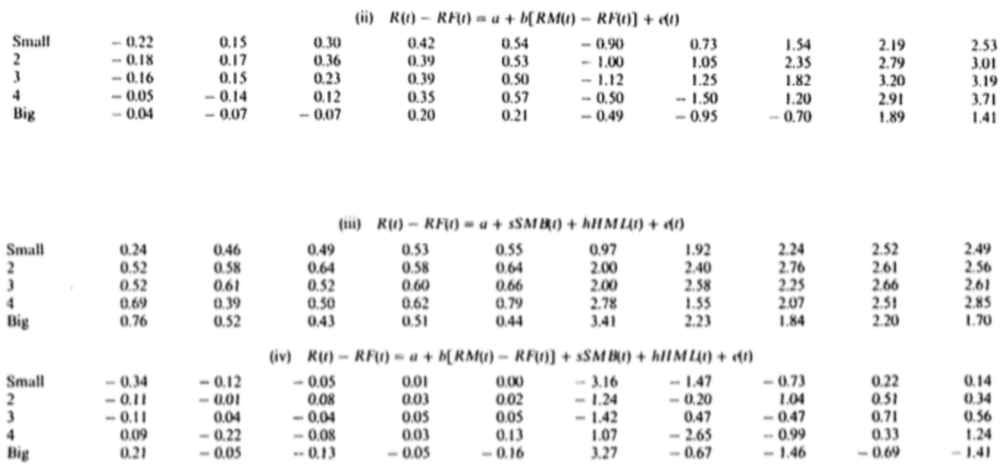 (ii) R(t) − RF(t) = a + b[RM(t) − RF(t)] + e(t)
Small − 0.22 0.15 0.30 0.42 0.54 − 0.90 0.73 1.54 2.19 2.53
2 − 0.18 0.17 0.36 0.39 0.53 − 1.00 1.05 2.35 2.79 3.01
3 − 0.16 0.15 0.23 0.39 0.50 − 1.12 1.25 1.82 3.20 3.19
4 − 0.05 − 0.14 0.12 0.35 0.57 − 0.50 − 1.50 1.20 2.91 3.71
Big − 0.04 − 0.07 − 0.07 0.20 0.21 − 0.49 − 0.95 − 0.70 1.89 1.41
(iii) R(t) − RF(t) = a + sSMB(t) + hHML(t) + e(t)
Small 0.24 0.46 0.49 0.53 0.55 0.97 1.92 2.24 2.52 2.49
2 0.52 0.58 0.64 0.58 0.64 2.00 2.40 2.76 2.61 2.56
3 0.52 0.61 0.52 0.60 0.66 2.00 2.58 2.25 2.66 2.61
4 0.69 0.39 0.50 0.62 0.79 2.78 1.55 2.07 2.51 2.85
Big 0.76 0.52 0.43 0.51 0.44 3.41 2.23 1.84 2.20 1.70
(iv) R(t) − RF(t) = a + b[RM(t) − RF(t)] + sSMB(t) + hHML(t) + e(t)
Small − 0.34 − 0.12 − 0.05 0.01 0.00 − 3.16 − 1.47 − 0.73 0.22 0.14
2 − 0.11 − 0.01 0.08 0.03 0.02 − 1.24 − 0.20 1.04 0.51 0.34
3 − 0.11 0.04 − 0.04 0.05 0.05 − 1.42 0.47 − 0.47 0.71 0.56
4 0.09 − 0.22 − 0.08 0.03 0.13 1.07 − 2.65 − 0.99 0.33 1.24
Big 0.21 − 0.05 − 0.13 − 0.05 − 0.16 3.27 − 0.67 − 1.46 − 0.69 − 1.41